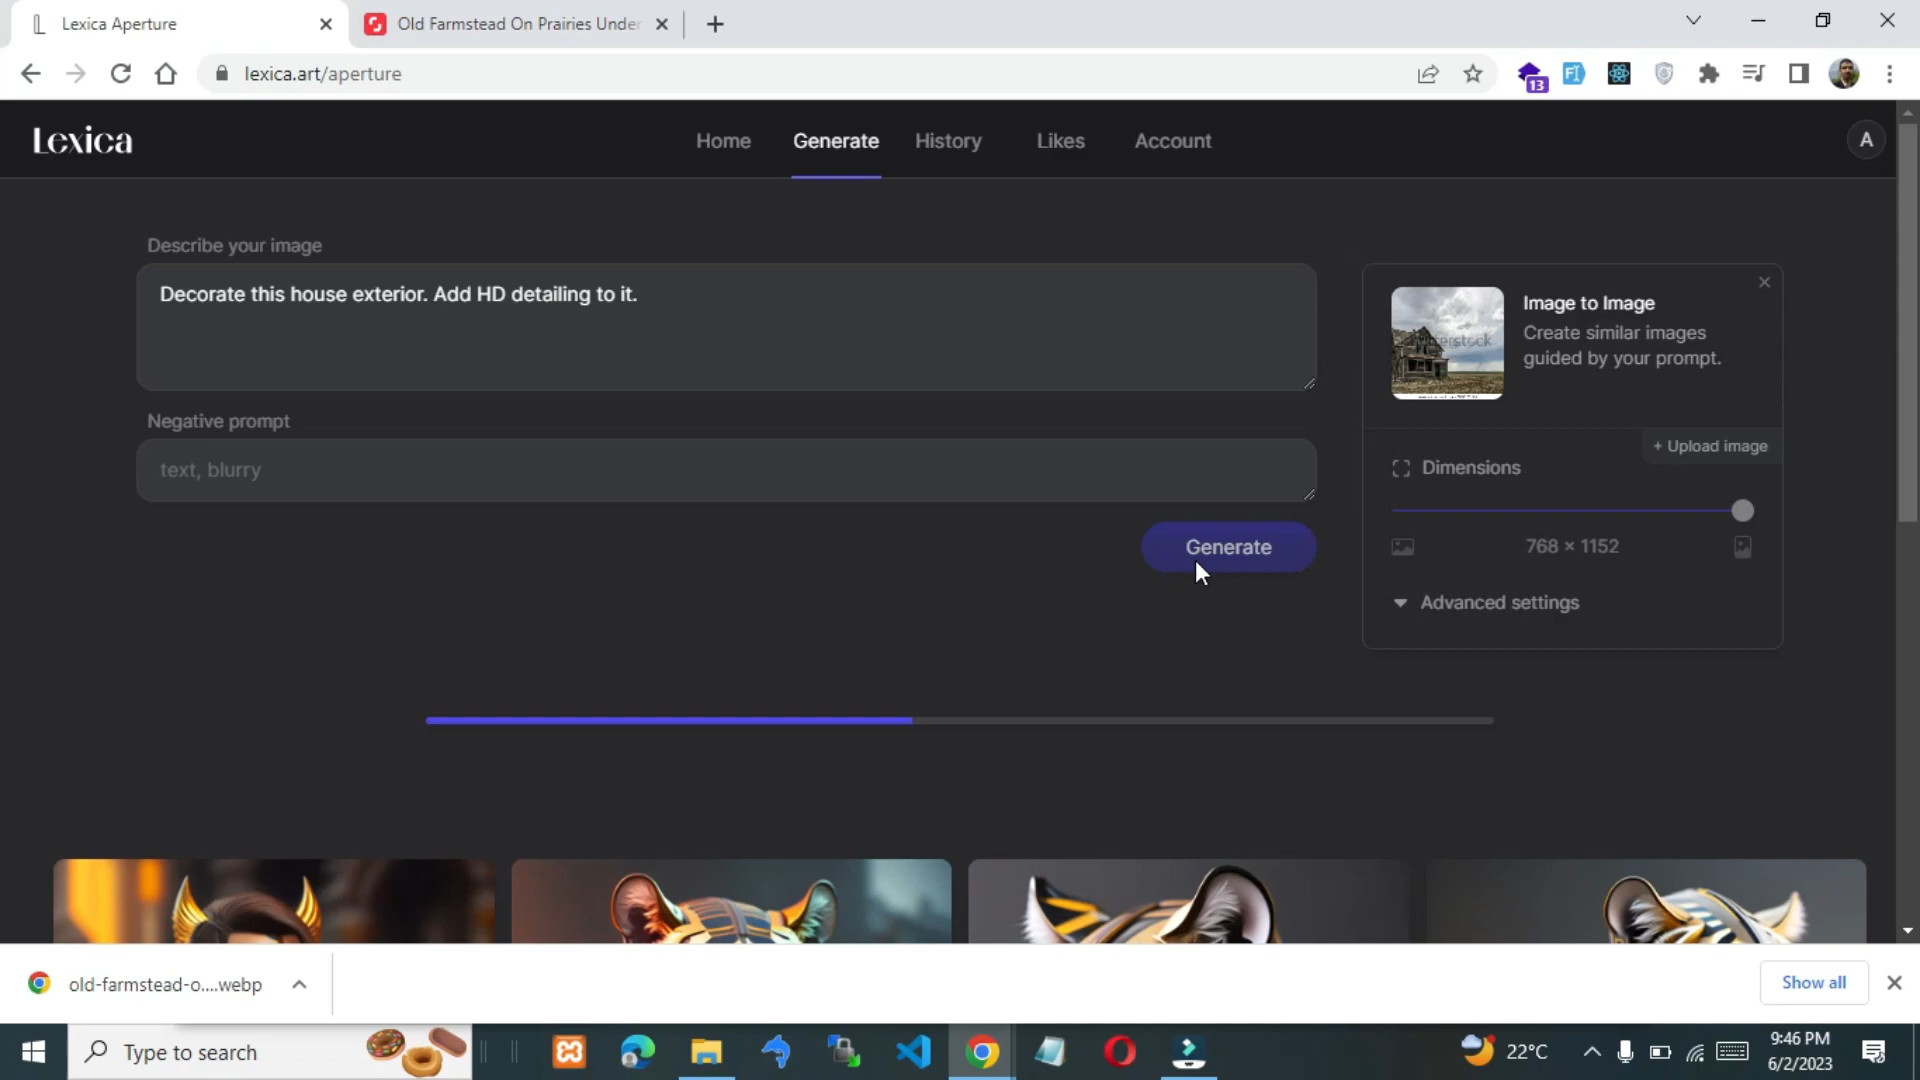 Lexica Aperture
Old Farmstead On Prairies Under
lexica.art/aperture
13
Lexica
Home
Generate
History
Likes
Account
A
Describe your image
Decorate this house exterior. Add HD detailing to it.
Negative prompt
text, blurry
Generate
Image to Image
Create similar images
guided by your prompt.
+ Upload image
Dimensions
768 × 1152
Advanced settings
old-farmstead-o....webp
Show all
Type to search
22°C
9:46 PM
6/2/2023